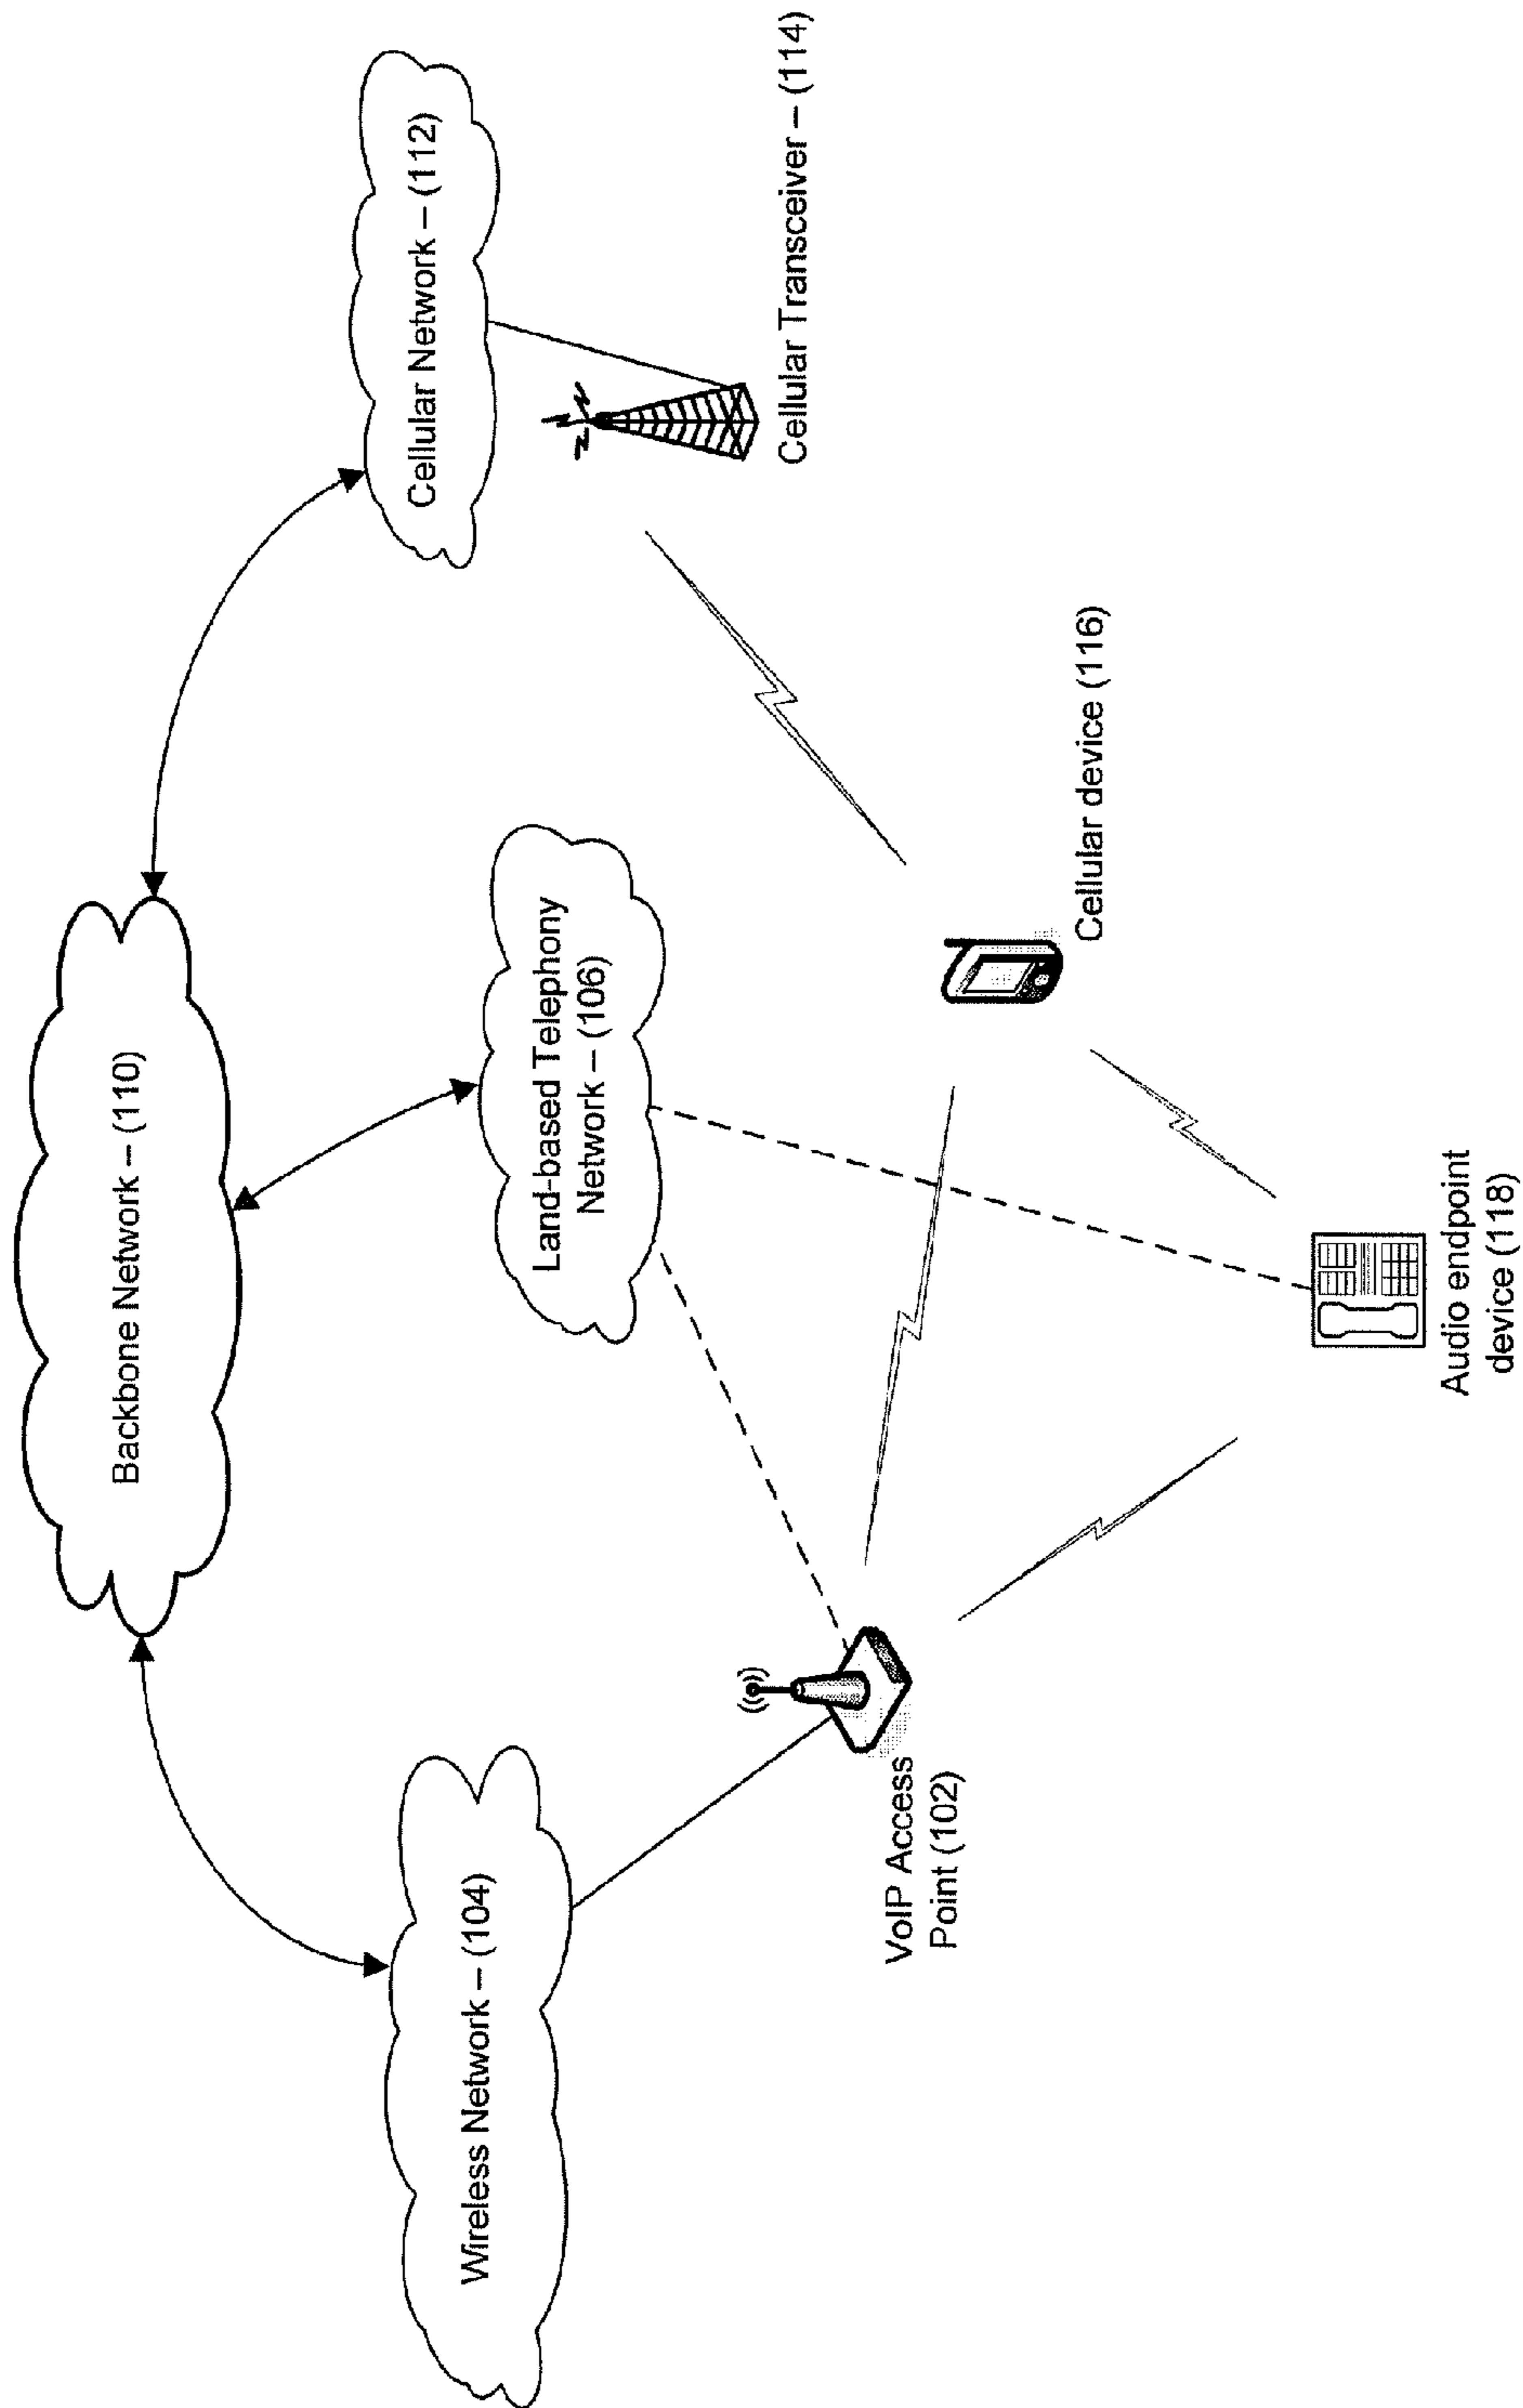 Backbone Network – (110)
Wireless Network – (104)
Land-based Telephony
Network – (106)
Cellular Network – (112)
VoIP Access
Point (102)
Cellular Transceiver – (114)
Cellular device (116)
Audio endpoint
device (118)